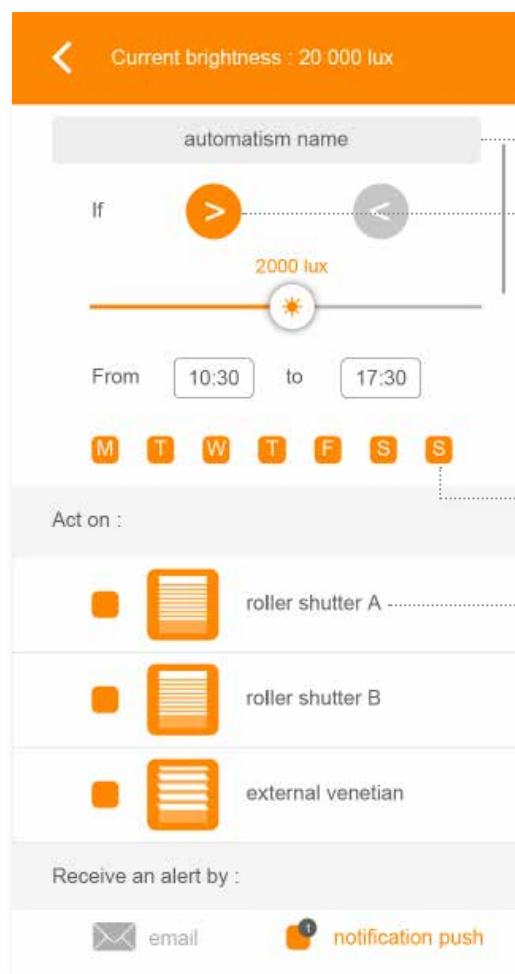 Current brightness : 20 000 lux
automatism name
If > <
2000 lux
From 10:30 to 17:30
M T W T F S S
Act on :
roller shutter A
roller shutter B
external venetian
Receive an alert by :
email 1 notification push